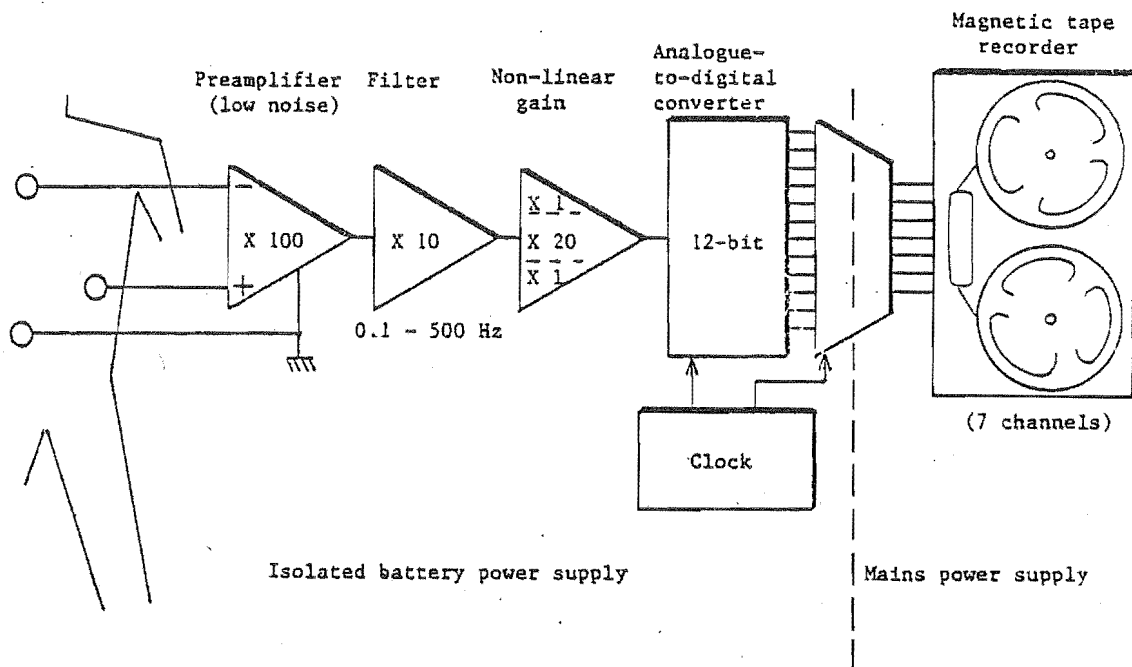 Magnetic tape
recorder
Analogue-
to-digital
converter
Preamplifier
(low noise)
Filter
Non-linear
gain
-
X 100
+
X 10
X 1
X 20
X 1
12-bit
0.1 - 500 Hz
(7 channels)
Clock
Isolated battery power supply
Mains power supply